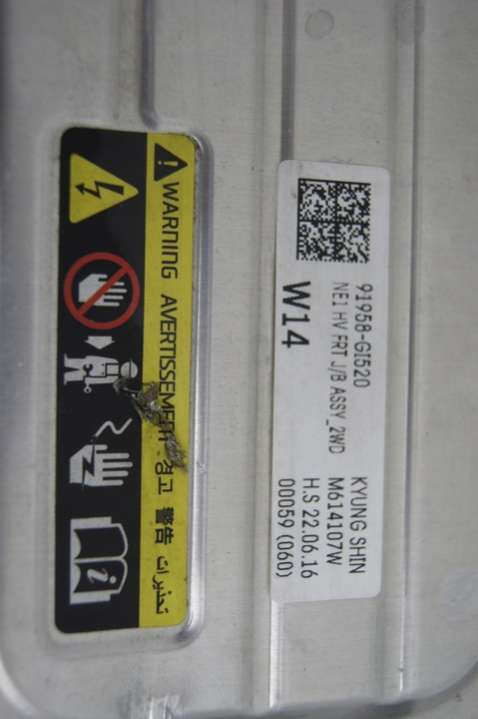 WARNING AVERTISSEMENT 경고 警告 تحذيرات
91958-GI520
NE1 HV FRT J/B ASSY_2WD
W14
KYUNG SHIN
M614107W
H.S 22.06.16
00059 (060)